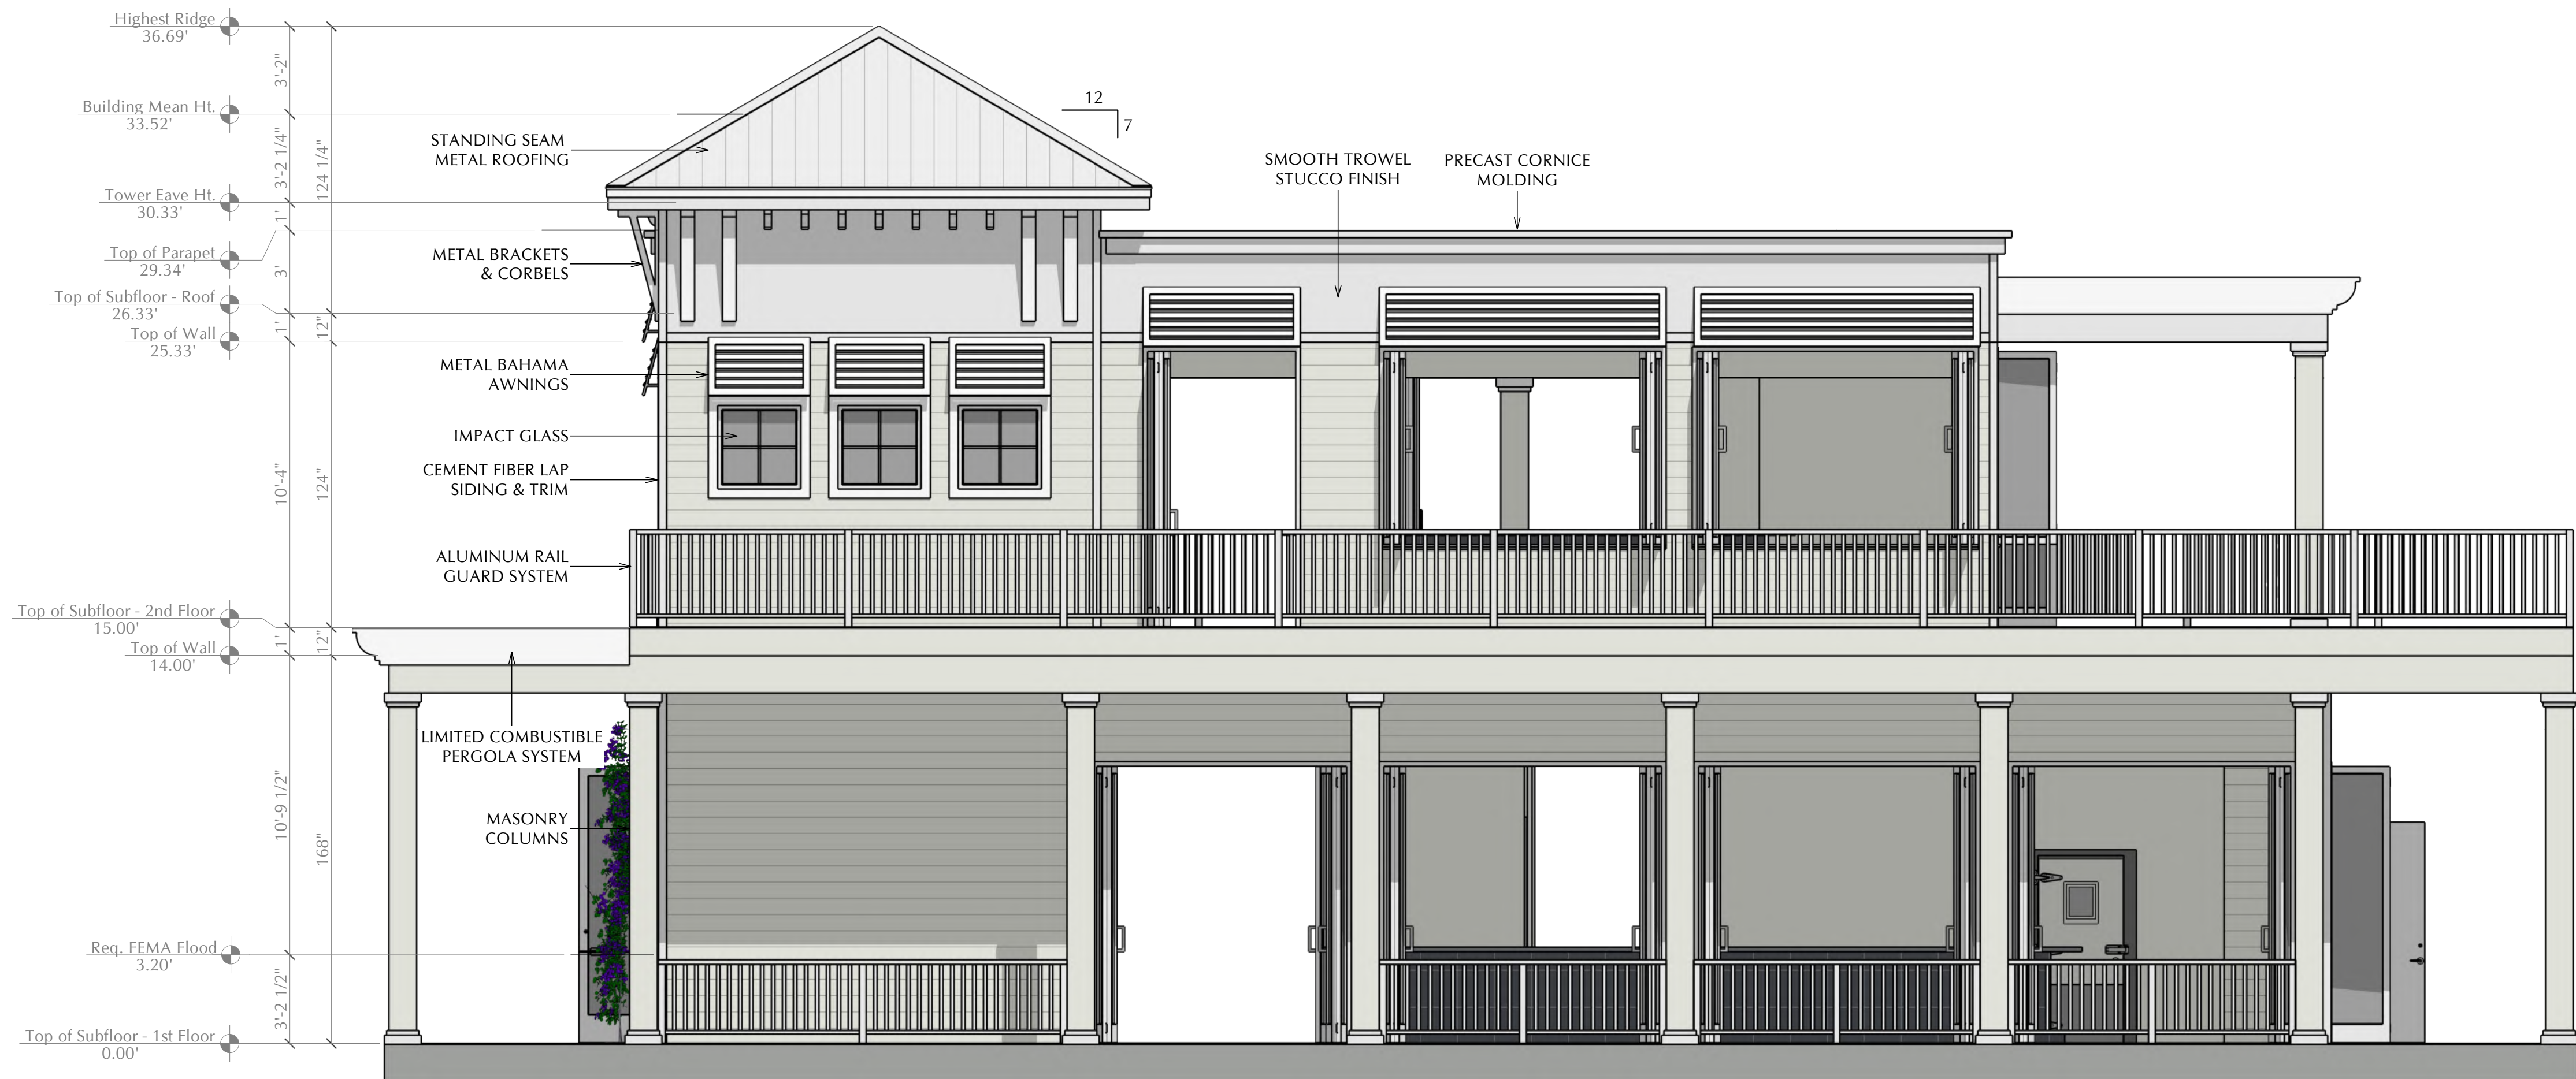 Highest Ridge
36.69'
Building Mean Ht.
33.52'
Tower Eave Ht.
30.33'
Top of Parapet
29.34'
Top of Subfloor - Roof
26.33'
Top of Wall
25.33'
Top of Subfloor - 2nd Floor
15.00'
Top of Wall
14.00'
Req. FEMA Flood
3.20'
Top of Subfloor - 1st Floor
0.00'
3'-2"
3'-2 1/4"
1'
3'
1'
10'-4"
1'
10'-9 1/2"
3'-2 1/2"
124 1/4"
12"
124"
12"
168"
STANDING SEAM
METAL ROOFING
METAL BRACKETS
& CORBELS
METAL BAHAMA
AWNINGS
IMPACT GLASS
CEMENT FIBER LAP
SIDING & TRIM
ALUMINUM RAIL
GUARD SYSTEM
LIMITED COMBUSTIBLE
PERGOLA SYSTEM
MASONRY
COLUMNS
12
7
SMOOTH TROWEL
STUCCO FINISH
PRECAST CORNICE
MOLDING